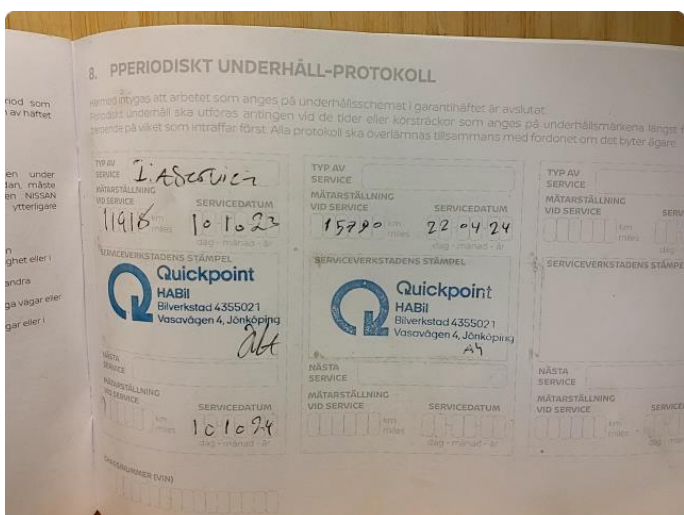 8. PPERIODISKT UNDERHÅLL-PROTOKOLL
Härmed intygas att arbetet som anges på underhållsschemat i garantihäftet är avslutat.
Periodiskt underhåll ska utföras antingen vid de tider eller körsträckor som anges på underhållsmärkena längst
beroende på vilket som inträffar först. Alla protokoll ska överlämnas tillsammans med fordonet om det byter ägare.
riod som
av häftet
en under
dan, måste
en NISSAN
ytterligare
n
ghet eller i
andra
ga vägar eller
gar eller i
TYP AV
SERVICE
MÄTARSTÄLLNING
VID SERVICE
SERVICEDATUM
11918 km
miles
10 10 23
dag - månad - år
SERVICEVERKSTADENS STÄMPEL
Quickpoint
HABil
Bilverkstad 4355021
Vasavägen 4, Jönköping
NÄSTA
SERVICE
MÄTARSTÄLLNING
VID SERVICE
SERVICEDATUM
km
miles
10 10 24
dag - månad - år
CHASSINUMMER (VIN)
TYP AV
SERVICE
MÄTARSTÄLLNING
VID SERVICE
SERVICEDATUM
15790 km
miles
22 04 24
dag - månad - år
SERVICEVERKSTADENS STÄMPEL
Quickpoint
HABil
Bilverkstad 4355021
Vasavägen 4, Jönköping
NÄSTA
SERVICE
MÄTARSTÄLLNING
VID SERVICE
SERVICEDATUM
km
miles
dag - månad - år
TYP AV
SERVICE
MÄTARSTÄLLNING
VID SERVICE
km
miles
SERVICEVERKSTADENS STÄMPE
NÄSTA
SERVICE
MÄTARSTÄLLNING
VID SERVICE
km
miles